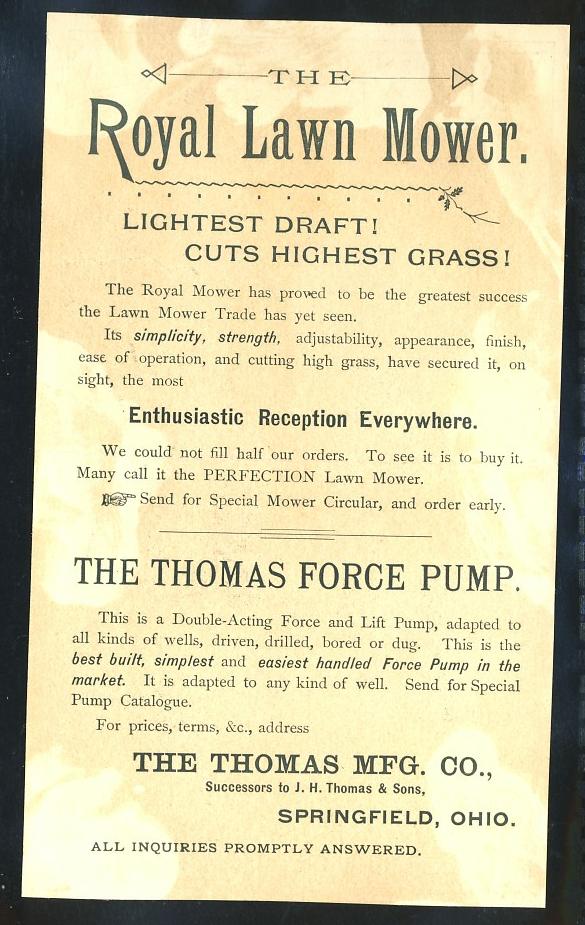 THE
Royal Lawn Mower.
LIGHTEST DRAFT!
CUTS HIGHEST GRASS!
The Royal Mower has proved to be the greatest success
the Lawn Mower Trade has yet seen.
Its simplicity, strength, adjustability, appearance, finish,
ease of operation, and cutting high grass, have secured it, on
sight, the most
Enthusiastic Reception Everywhere.
We could not fill half our orders. To see it is to buy it.
Many call it the PERFECTION Lawn Mower.
Send for Special Mower Circular, and order early.
THE THOMAS FORCE PUMP.
This is a Double-Acting Force and Lift Pump, adapted to
all kinds of wells, driven, drilled, bored or dug. This is the
best built, simplest and easiest handled Force Pump in the
market. It is adapted to any kind of well. Send for Special
Pump Catalogue.
For prices, terms, &c., address
THE THOMAS MFG. CO.,
Successors to J. H. Thomas & Sons,
SPRINGFIELD, OHIO.
ALL INQUIRIES PROMPTLY ANSWERED.